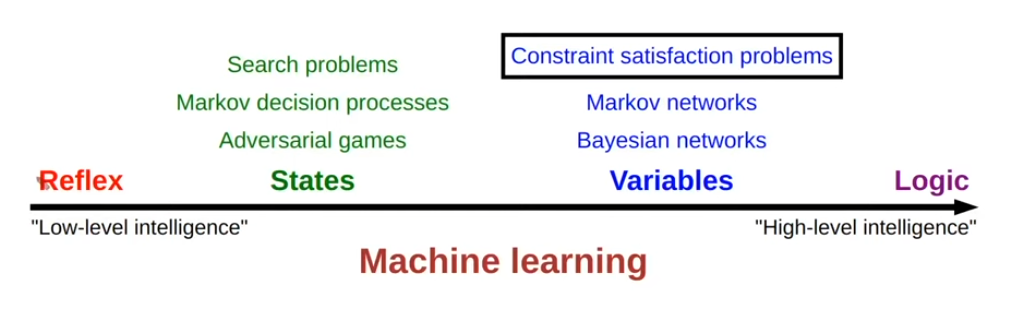 Constraint satisfaction problems
Search problems
Markov decision processes
Markov networks
Adversarial games
Bayesian networks
Reflex
States
Variables
Logic
"Low-level intelligence"
"High-level intelligence"
Machine learning